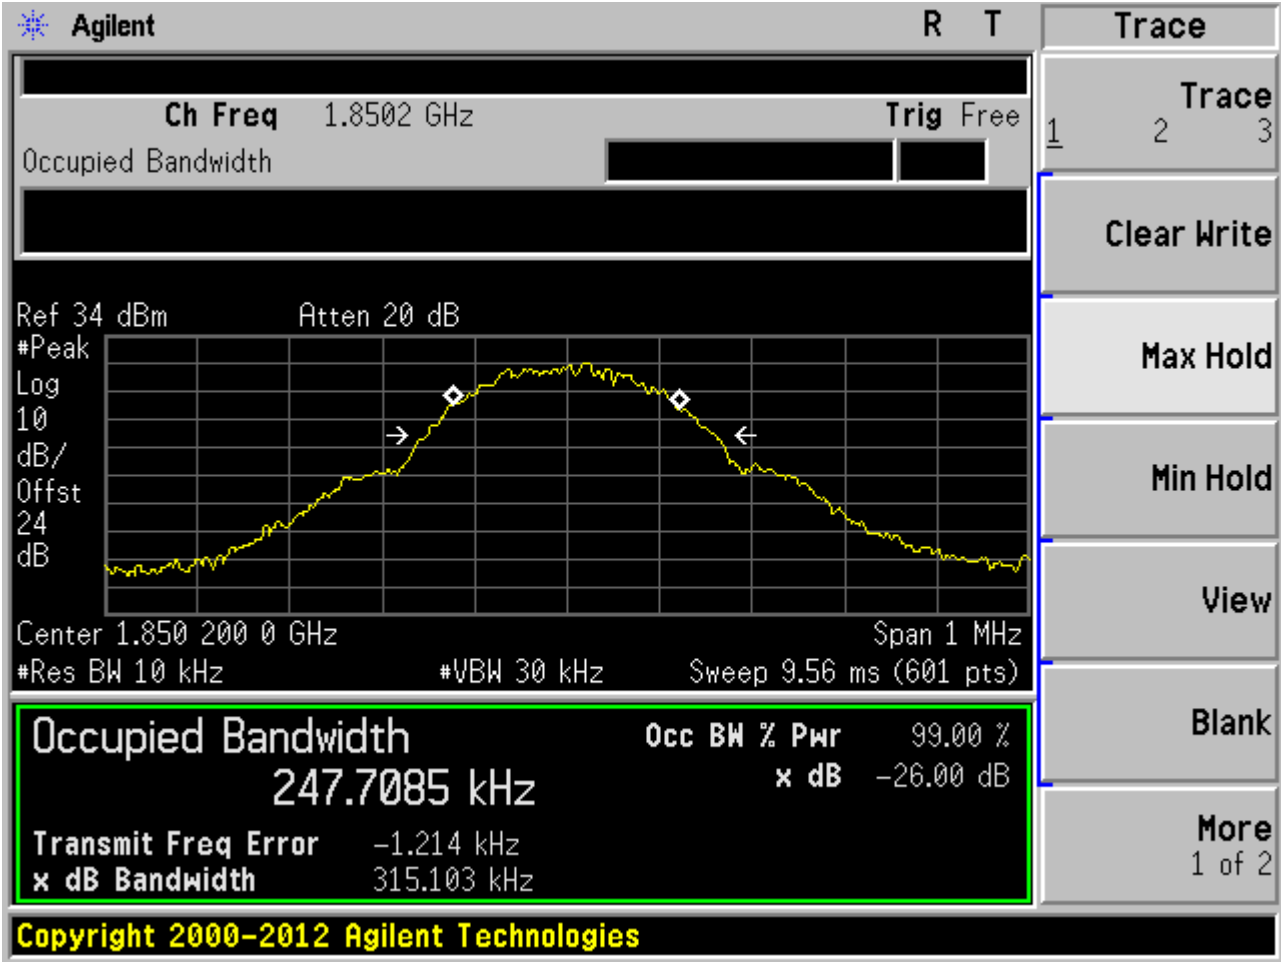 Agilent R T
Ch Freq 1.8502 GHz Trig Free
Occupied Bandwidth
Ref 34 dBm Atten 20 dB
#Peak
Log
10
dB/
Offst
24
dB
Center 1.850 200 0 GHz Span 1 MHz
#Res BW 10 kHz #VBW 30 kHz Sweep 9.56 ms (601 pts)
Occupied Bandwidth
247.7085 kHz
Occ BW % Pwr 99.00 %
x dB -26.00 dB
Transmit Freq Error -1.214 kHz
x dB Bandwidth 315.103 kHz
Copyright 2000-2012 Agilent Technologies
Trace
Trace
1 2 3
Clear Write
Max Hold
Min Hold
View
Blank
More
1 of 2